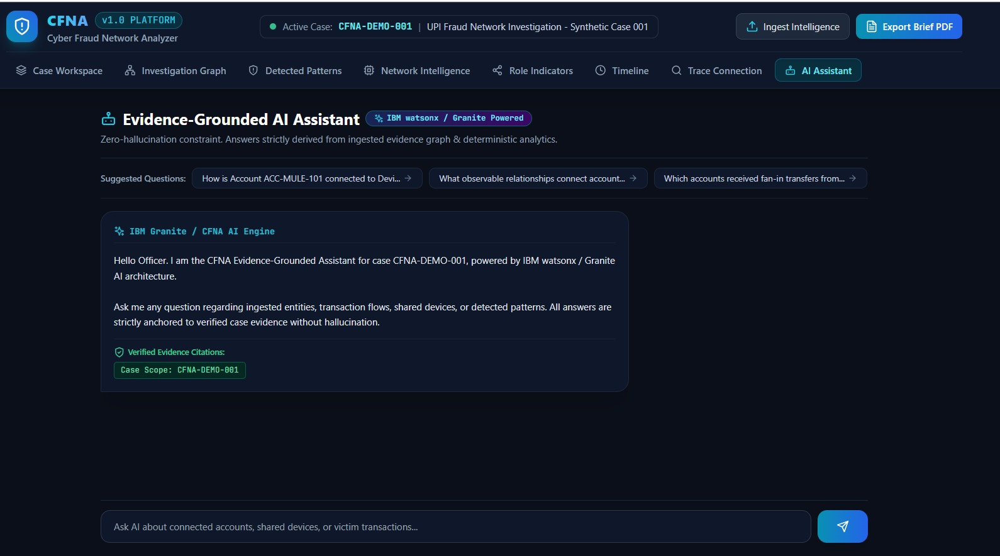 CFNA
v1.0 PLATFORM
Cyber Fraud Network Analyzer
Active Case: CFNA-DEMO-001 | UPI Fraud Network Investigation - Synthetic Case 001
Ingest Intelligence
Export Brief PDF
Case Workspace
Investigation Graph
Detected Patterns
Network Intelligence
Role Indicators
Timeline
Trace Connection
AI Assistant
Evidence-Grounded AI Assistant
IBM watsonx / Granite Powered
Zero-hallucination constraint. Answers strictly derived from ingested evidence graph & deterministic analytics.
Suggested Questions:
How is Account ACC-MULE-101 connected to Devi...
What observable relationships connect account...
Which accounts received fan-in transfers from...
IBM Granite / CFNA AI Engine
Hello Officer. I am the CFNA Evidence-Grounded Assistant for case CFNA-DEMO-001, powered by IBM watsonx / Granite
AI architecture.
Ask me any question regarding ingested entities, transaction flows, shared devices, or detected patterns. All answers are
strictly anchored to verified case evidence without hallucination.
Verified Evidence Citations:
Case Scope: CFNA-DEMO-001
Ask AI about connected accounts, shared devices, or victim transactions...